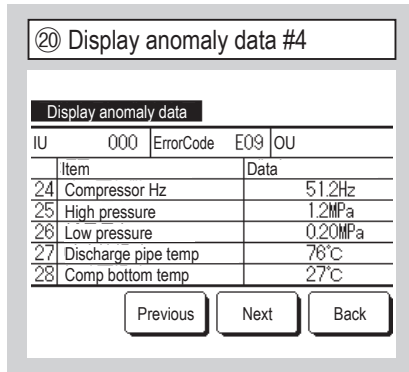 ⑳ Display anomaly data #4
Display anomaly data
IU 000 ErrorCode E09 OU
Item Data
24 Compressor Hz 51.2Hz
25 High pressure 1.2MPa
26 Low pressure 0.20MPa
27 Discharge pipe temp 76℃
28 Comp bottom temp 27℃
Previous Next Back